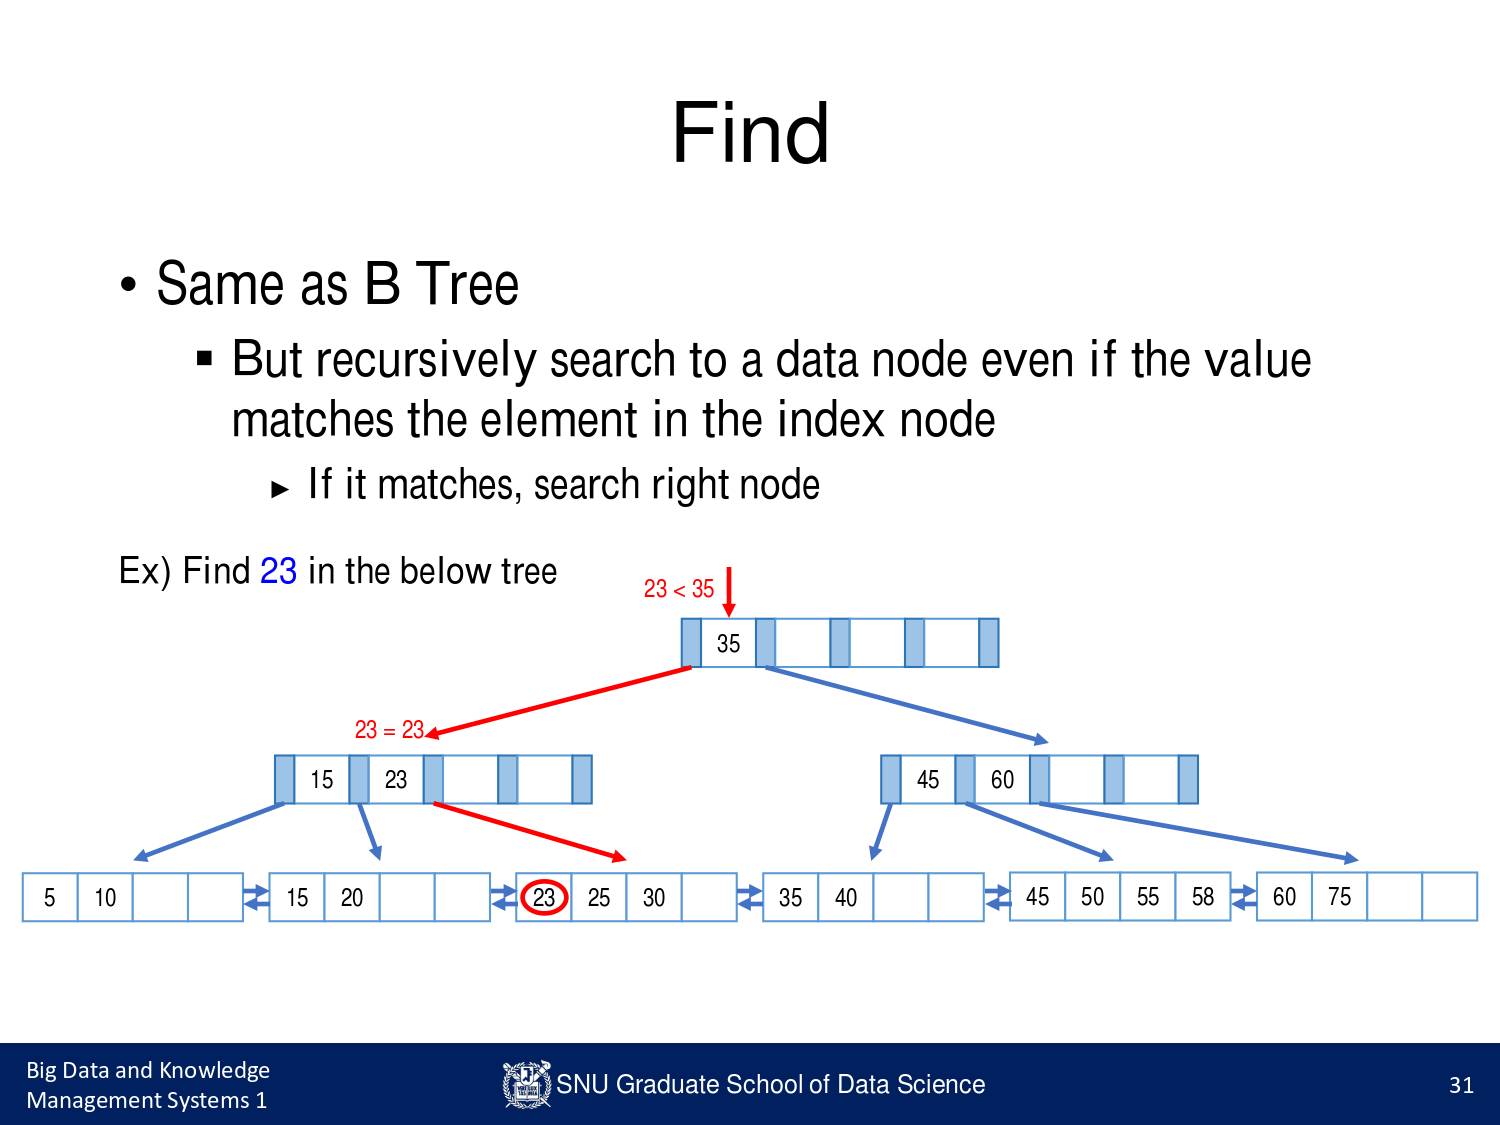 Find
• Same as B Tree
▪ But recursively search to a data node even if the value
matches the element in the index node
► If it matches, search right node
Ex) Find 23 in the below tree
23 < 35
35
23 = 23
15 23
45 60
5 10
15 20
23 25 30
35 40
45 50 55 58
60 75
Big Data and Knowledge
Management Systems 1
SNU Graduate School of Data Science
31